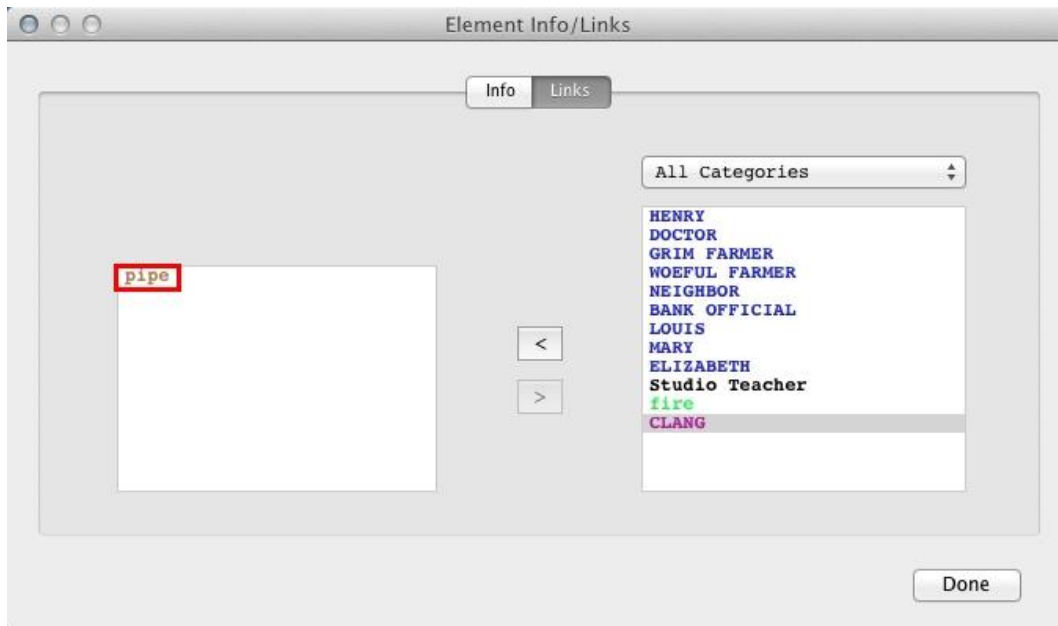 Element Info/Links
Info Links
All Categories
pipe
HENRY
DOCTOR
GRIM FARMER
WOEFUL FARMER
NEIGHBOR
BANK OFFICIAL
LOUIS
MARY
ELIZABETH
Studio Teacher
fire
CLANG
<
>
Done